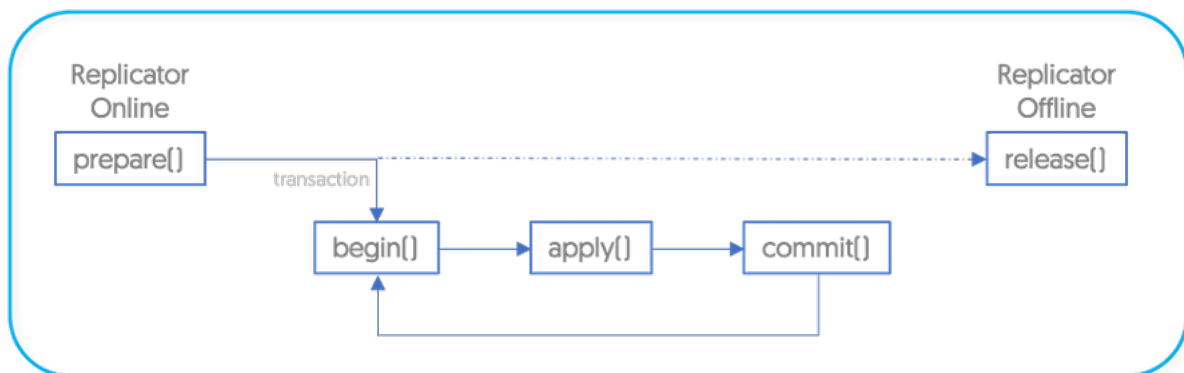 Replicator
Online
prepare()
Replicator
Offline
release()
transaction
begin()
apply()
commit()